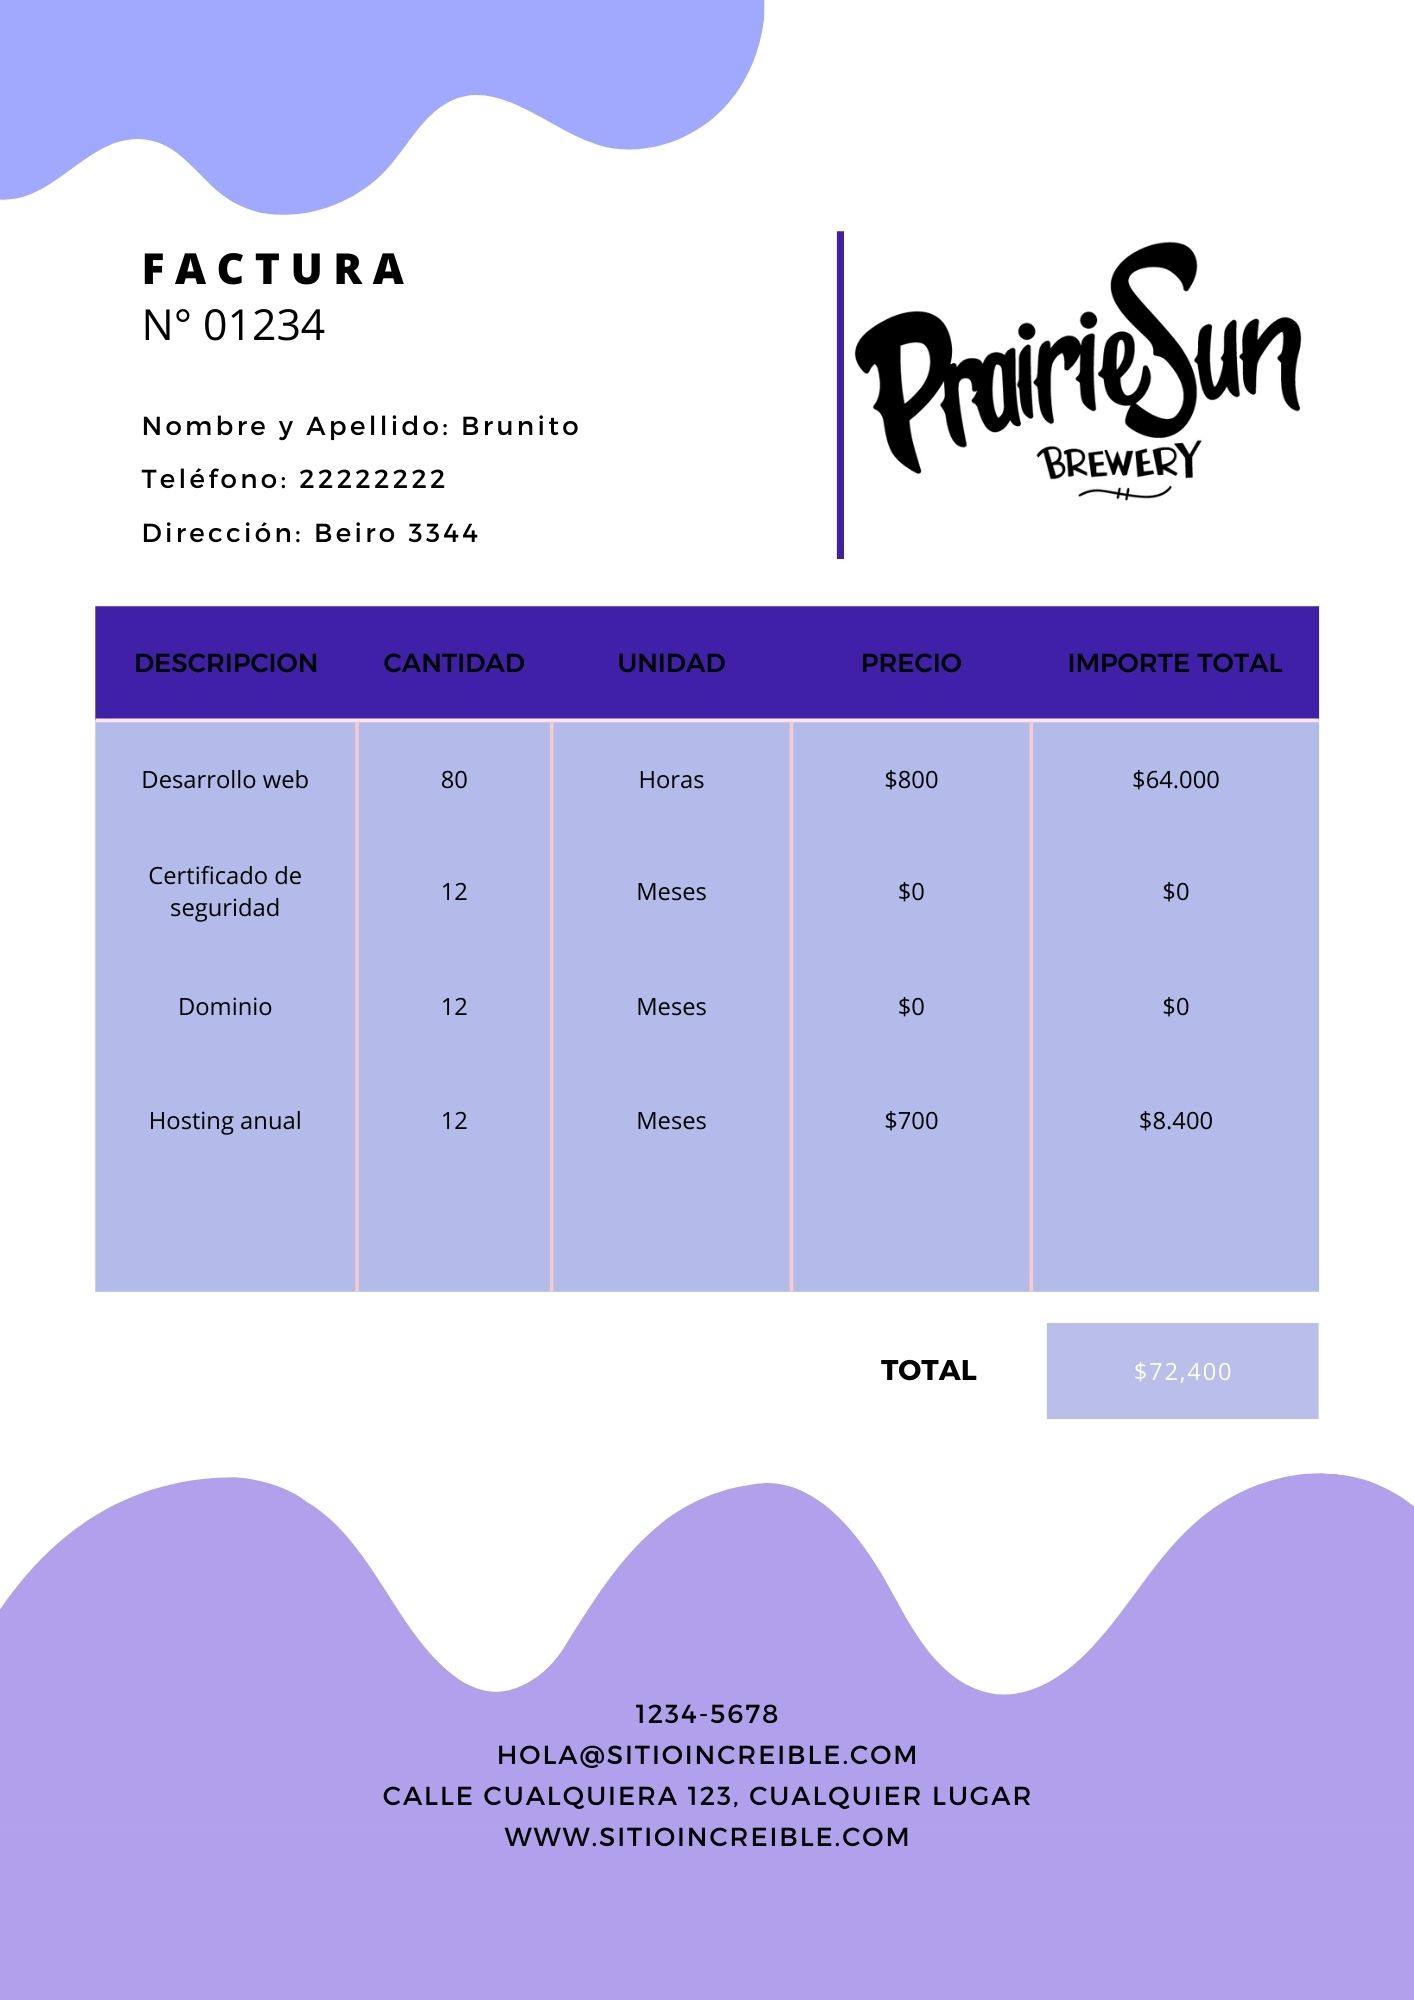 FACTURA
N° 01234
Nombre y Apellido: Brunito
Teléfono: 22222222
Dirección: Beiro 3344
PrairieSun
BREWERY
DESCRIPCION CANTIDAD UNIDAD PRECIO IMPORTE TOTAL
Desarrollo web 80 Horas $800 $64.000
Certificado de
seguridad 12 Meses $0 $0
Dominio 12 Meses $0 $0
Hosting anual 12 Meses $700 $8.400
TOTAL $72,400
1234-5678
HOLA@SITIOINCREIBLE.COM
CALLE CUALQUIERA 123, CUALQUIER LUGAR
WWW.SITIOINCREIBLE.COM